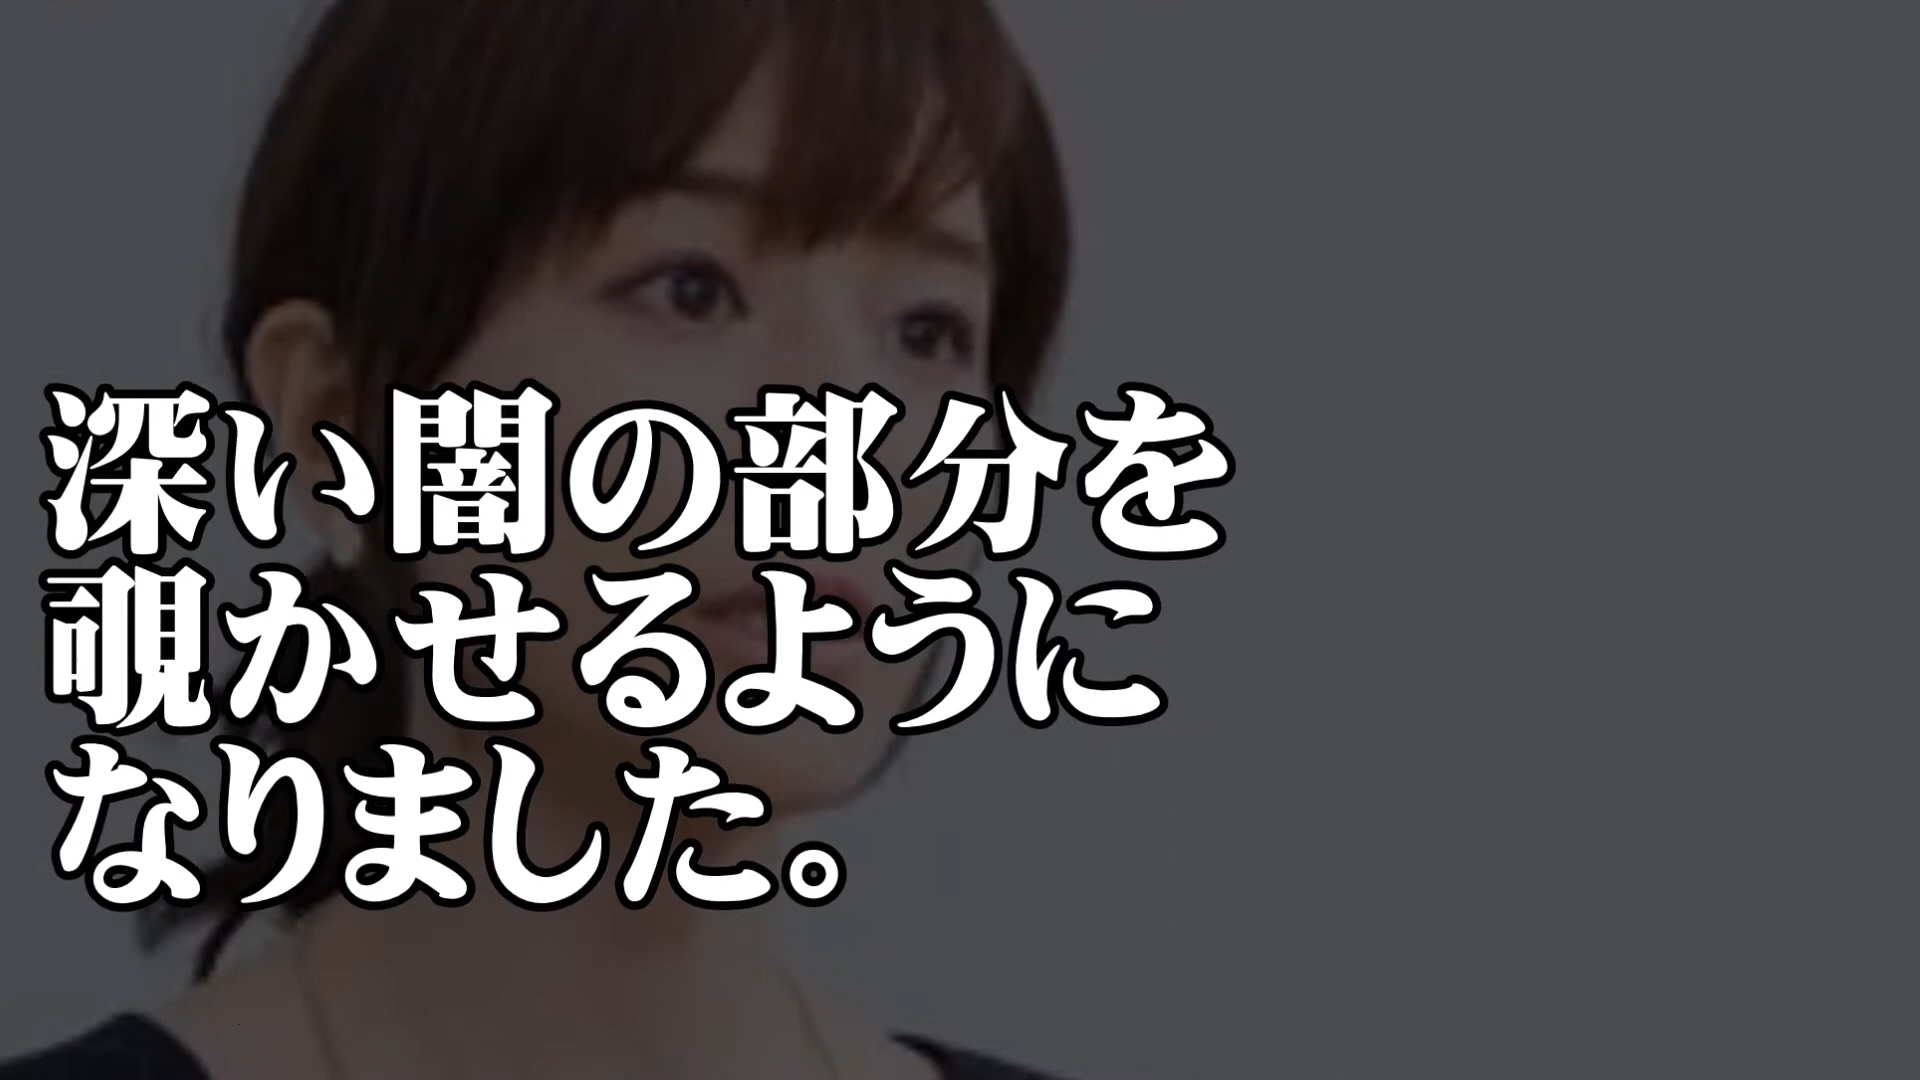 深い闇の部分を
覗かせるように
なりました。